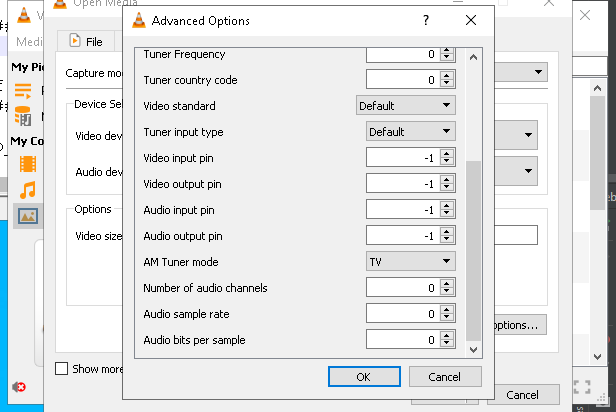 Open Media
Advanced Options
?
V
Medi
File
My Pi
Capture mo
Device Se
Video dev
Audio dev
My Co
Options
Video size
Tuner Frequency 0
Tuner country code 0
Video standard Default
Tuner input type Default
Video input pin -1
Video output pin -1
Audio input pin -1
Audio output pin -1
AM Tuner mode TV
Number of audio channels 0
Audio sample rate 0
Audio bits per sample 0
options...
Show more
OK Cancel
Cancel